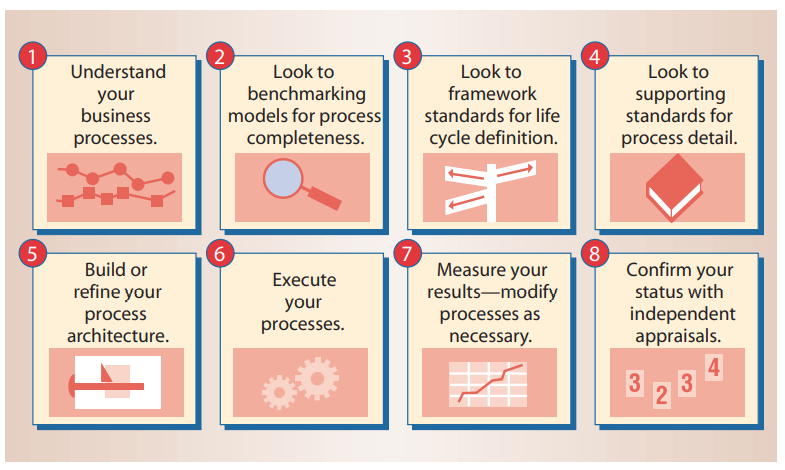 1
Understand
your
business
processes.
2
Look to
benchmarking
models for process
completeness.
3
Look to
framework
standards for life
cycle definition.
4
Look to
supporting
standards for
process detail.
5
Build or
refine your
process
architecture.
6
Execute
your
processes.
7
Measure your
results—modify
processes as
necessary.
8
Confirm your
status with
independent
appraisals.
3
2
3
4